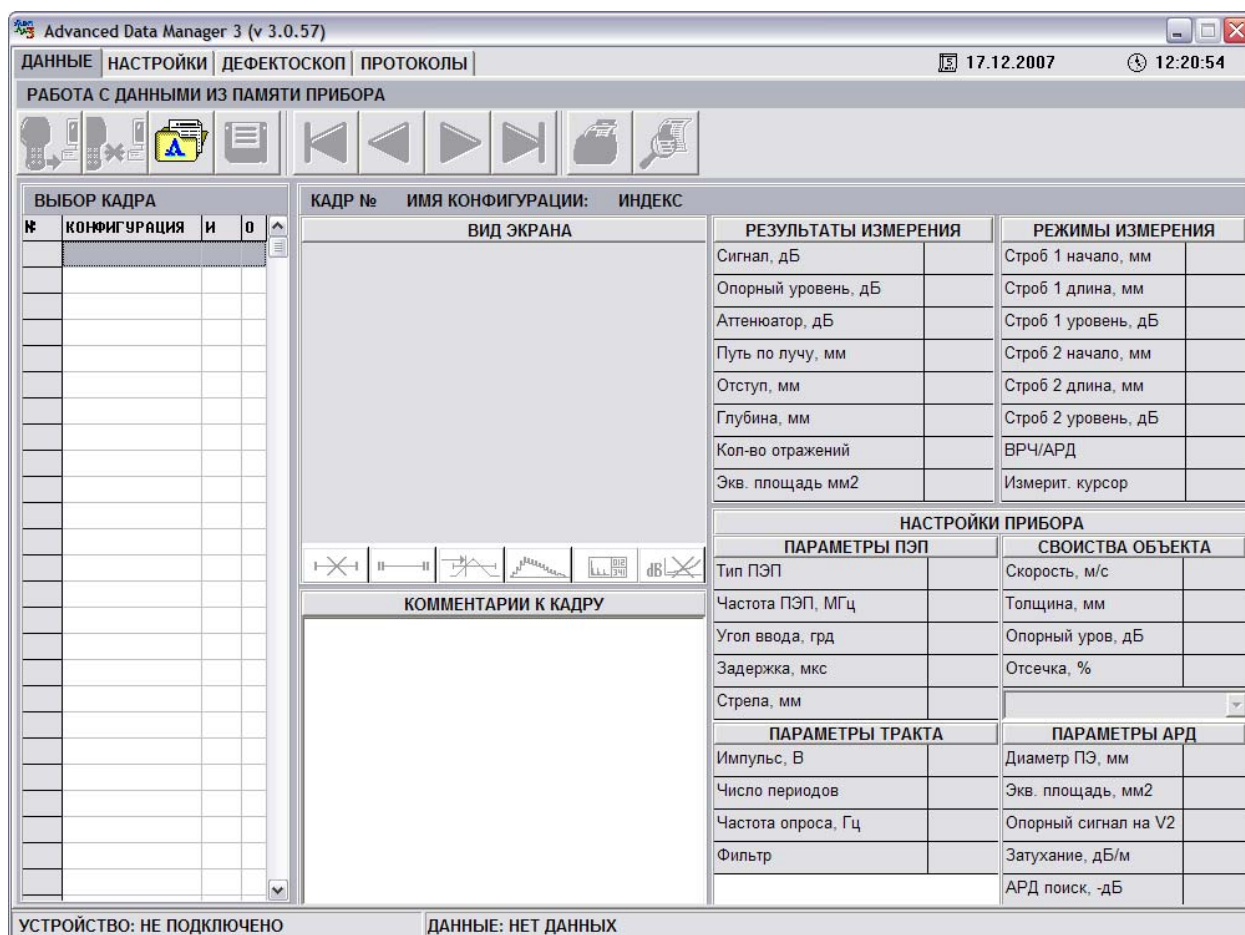 Advanced Data Manager 3 (v 3.0.57)
ДАННЫЕ НАСТРОЙКИ ДЕФЕКТОСКОП ПРОТОКОЛЫ 17.12.2007 12:20:54
РАБОТА С ДАННЫМИ ИЗ ПАМЯТИ ПРИБОРА
ВЫБОР КАДРА
№ КОНФИГУРАЦИЯ И О
КАДР № ИМЯ КОНФИГУРАЦИИ: ИНДЕКС
ВИД ЭКРАНА
КОММЕНТАРИИ К КАДРУ
РЕЗУЛЬТАТЫ ИЗМЕРЕНИЯ
Сигнал, дБ
Опорный уровень, дБ
Аттенюатор, дБ
Путь по лучу, мм
Отступ, мм
Глубина, мм
Кол-во отражений
Экв. площадь мм2
РЕЖИМЫ ИЗМЕРЕНИЯ
Строб 1 начало, мм
Строб 1 длина, мм
Строб 1 уровень, дБ
Строб 2 начало, мм
Строб 2 длина, мм
Строб 2 уровень, дБ
ВРЧ/АРД
Измерит. курсор
НАСТРОЙКИ ПРИБОРА
ПАРАМЕТРЫ ПЭП
Тип ПЭП
Частота ПЭП, МГц
Угол ввода, грд
Задержка, мкс
Стрела, мм
СВОЙСТВА ОБЪЕКТА
Скорость, м/с
Толщина, мм
Опорный уров, дБ
Отсечка, %
ПАРАМЕТРЫ ТРАКТА
Импульс, В
Число периодов
Частота опроса, Гц
Фильтр
ПАРАМЕТРЫ АРД
Диаметр ПЭ, мм
Экв. площадь, мм2
Опорный сигнал на V2
Затухание, дБ/м
АРД поиск, -дБ
УСТРОЙСТВО: НЕ ПОДКЛЮЧЕНО ДАННЫЕ: НЕТ ДАННЫХ